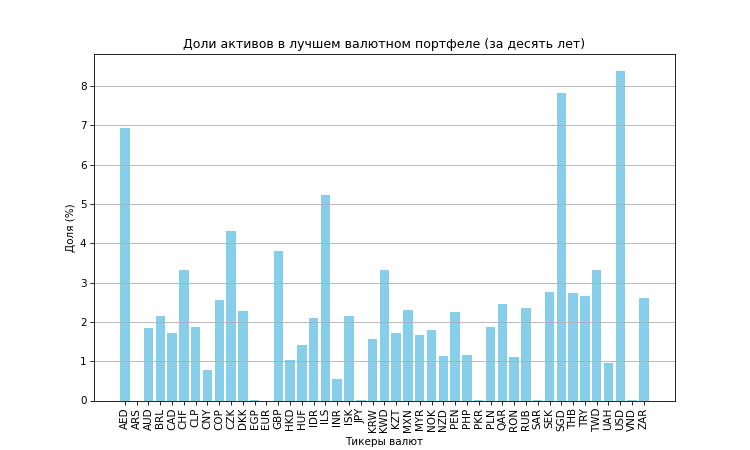 Доли активов в лучшем валютном портфеле (за десять лет)
8
7
6
5
4
3
2
1
0
Доля (%)
AED ARS AUD BRL CAD CHF CLP CNY COP CZK DKK EGP EUR GBP HKD HUF IDR ILS INR ISK JPY KRW KWD KZT MXN MYR NOK NZD PEN PHP PKR PLN QAR RON RUB SAR SEK SGD THB TRY TWD UAH USD VND ZAR
Тикеры валют